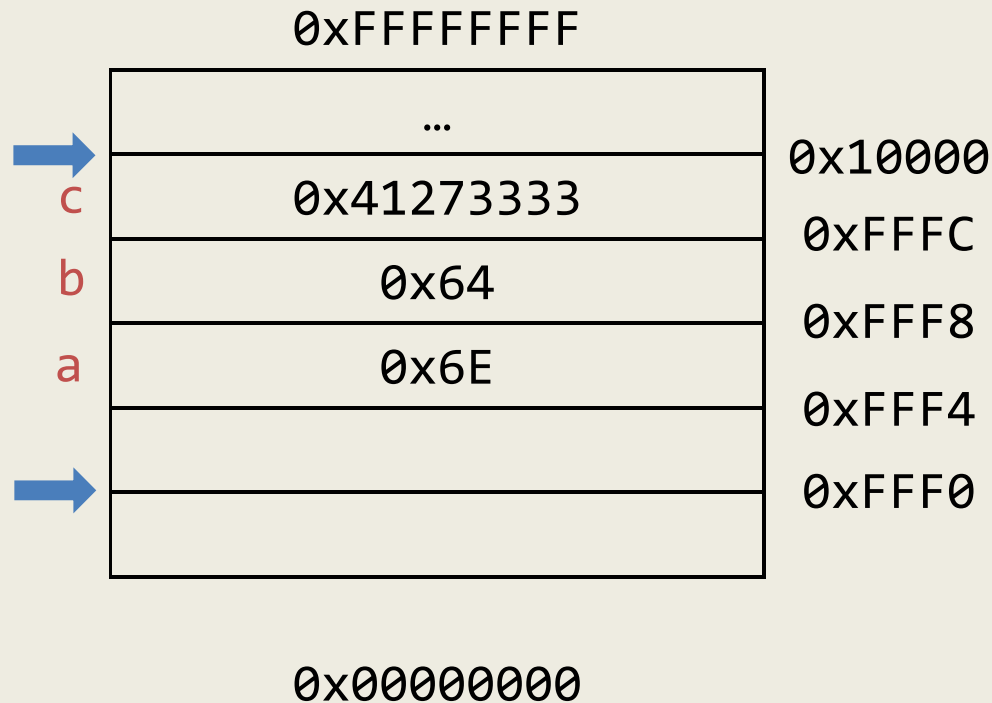 0xFFFFFFFF
…
0x10000
c
0x41273333
0xFFFC
b
0x64
0xFFF8
a
0x6E
0xFFF4
0xFFF0
0x00000000